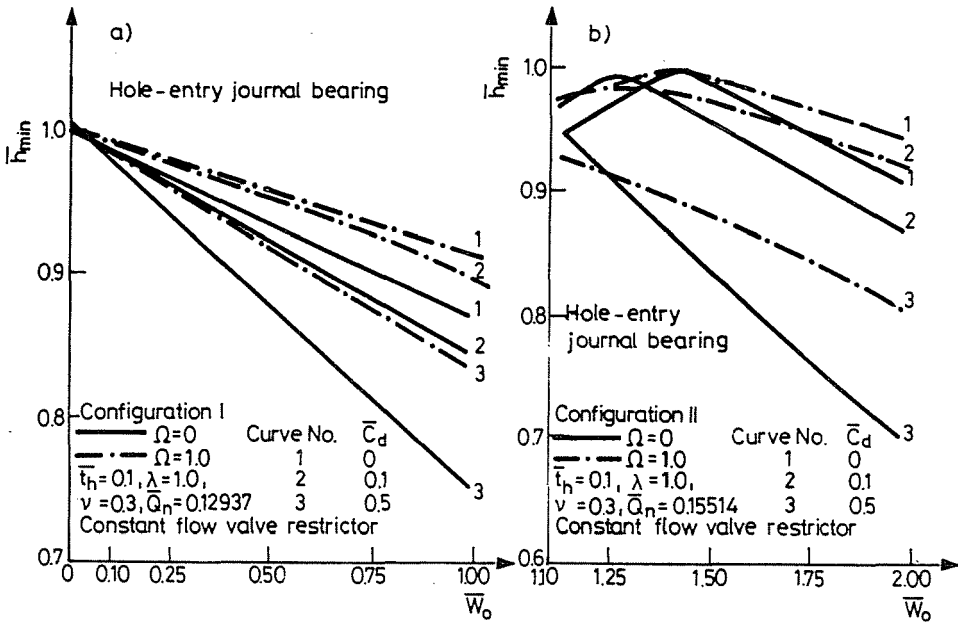 a)
Hole-entry journal bearing
h̅min
1.0
0.9
0.8
0.7
1
2
1
2
3
3
Configuration I
Ω=0
Ω=1.0
t̅h=0.1, λ=1.0,
ν=0.3, Q̅n=0.12937
Constant flow valve restrictor
Curve No. C̅d
1 0
2 0.1
3 0.5
0 0.10 0.25 0.50 0.75 1.00
W̅o
b)
h̅min
1.0
0.9
0.8
0.7
0.6
1
2
1
2
3
3
Hole-entry
journal bearing
Configuration II
Ω=0
Ω=1.0
t̅h=0.1, λ=1.0,
ν=0.3, Q̅n=0.15514
Constant flow valve restrictor
Curve No. C̅d
1 0
2 0.1
3 0.5
1.10 1.25 1.50 1.75 2.00
W̅o